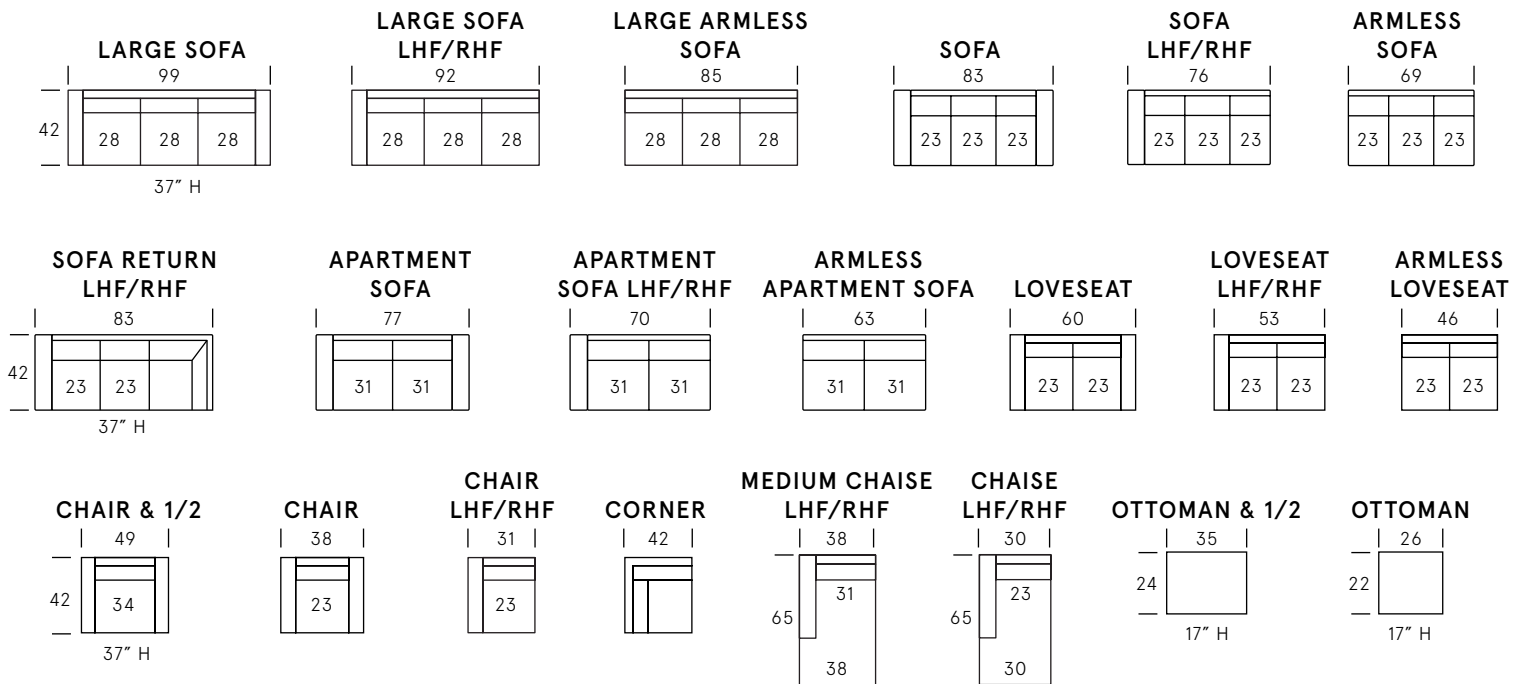 LARGE SOFA
99
42
28 28 28
37" H
LARGE SOFA
LHF/RHF
92
28 28 28
LARGE ARMLESS
SOFA
85
28 28 28
SOFA
83
23 23 23
SOFA
LHF/RHF
76
23 23 23
ARMLESS
SOFA
69
23 23 23
SOFA RETURN
LHF/RHF
83
42
23 23
37" H
APARTMENT
SOFA
77
31 31
APARTMENT
SOFA LHF/RHF
70
31 31
ARMLESS
APARTMENT SOFA
63
31 31
LOVESEAT
60
23 23
LOVESEAT
LHF/RHF
53
23 23
ARMLESS
LOVESEAT
46
23 23
CHAIR & 1/2
49
42
34
37" H
CHAIR
38
23
CHAIR
LHF/RHF
31
23
CORNER
42
MEDIUM CHAISE
LHF/RHF
38
31
65
38
CHAISE
LHF/RHF
30
23
65
30
OTTOMAN & 1/2
35
24
17" H
OTTOMAN
26
22
17" H